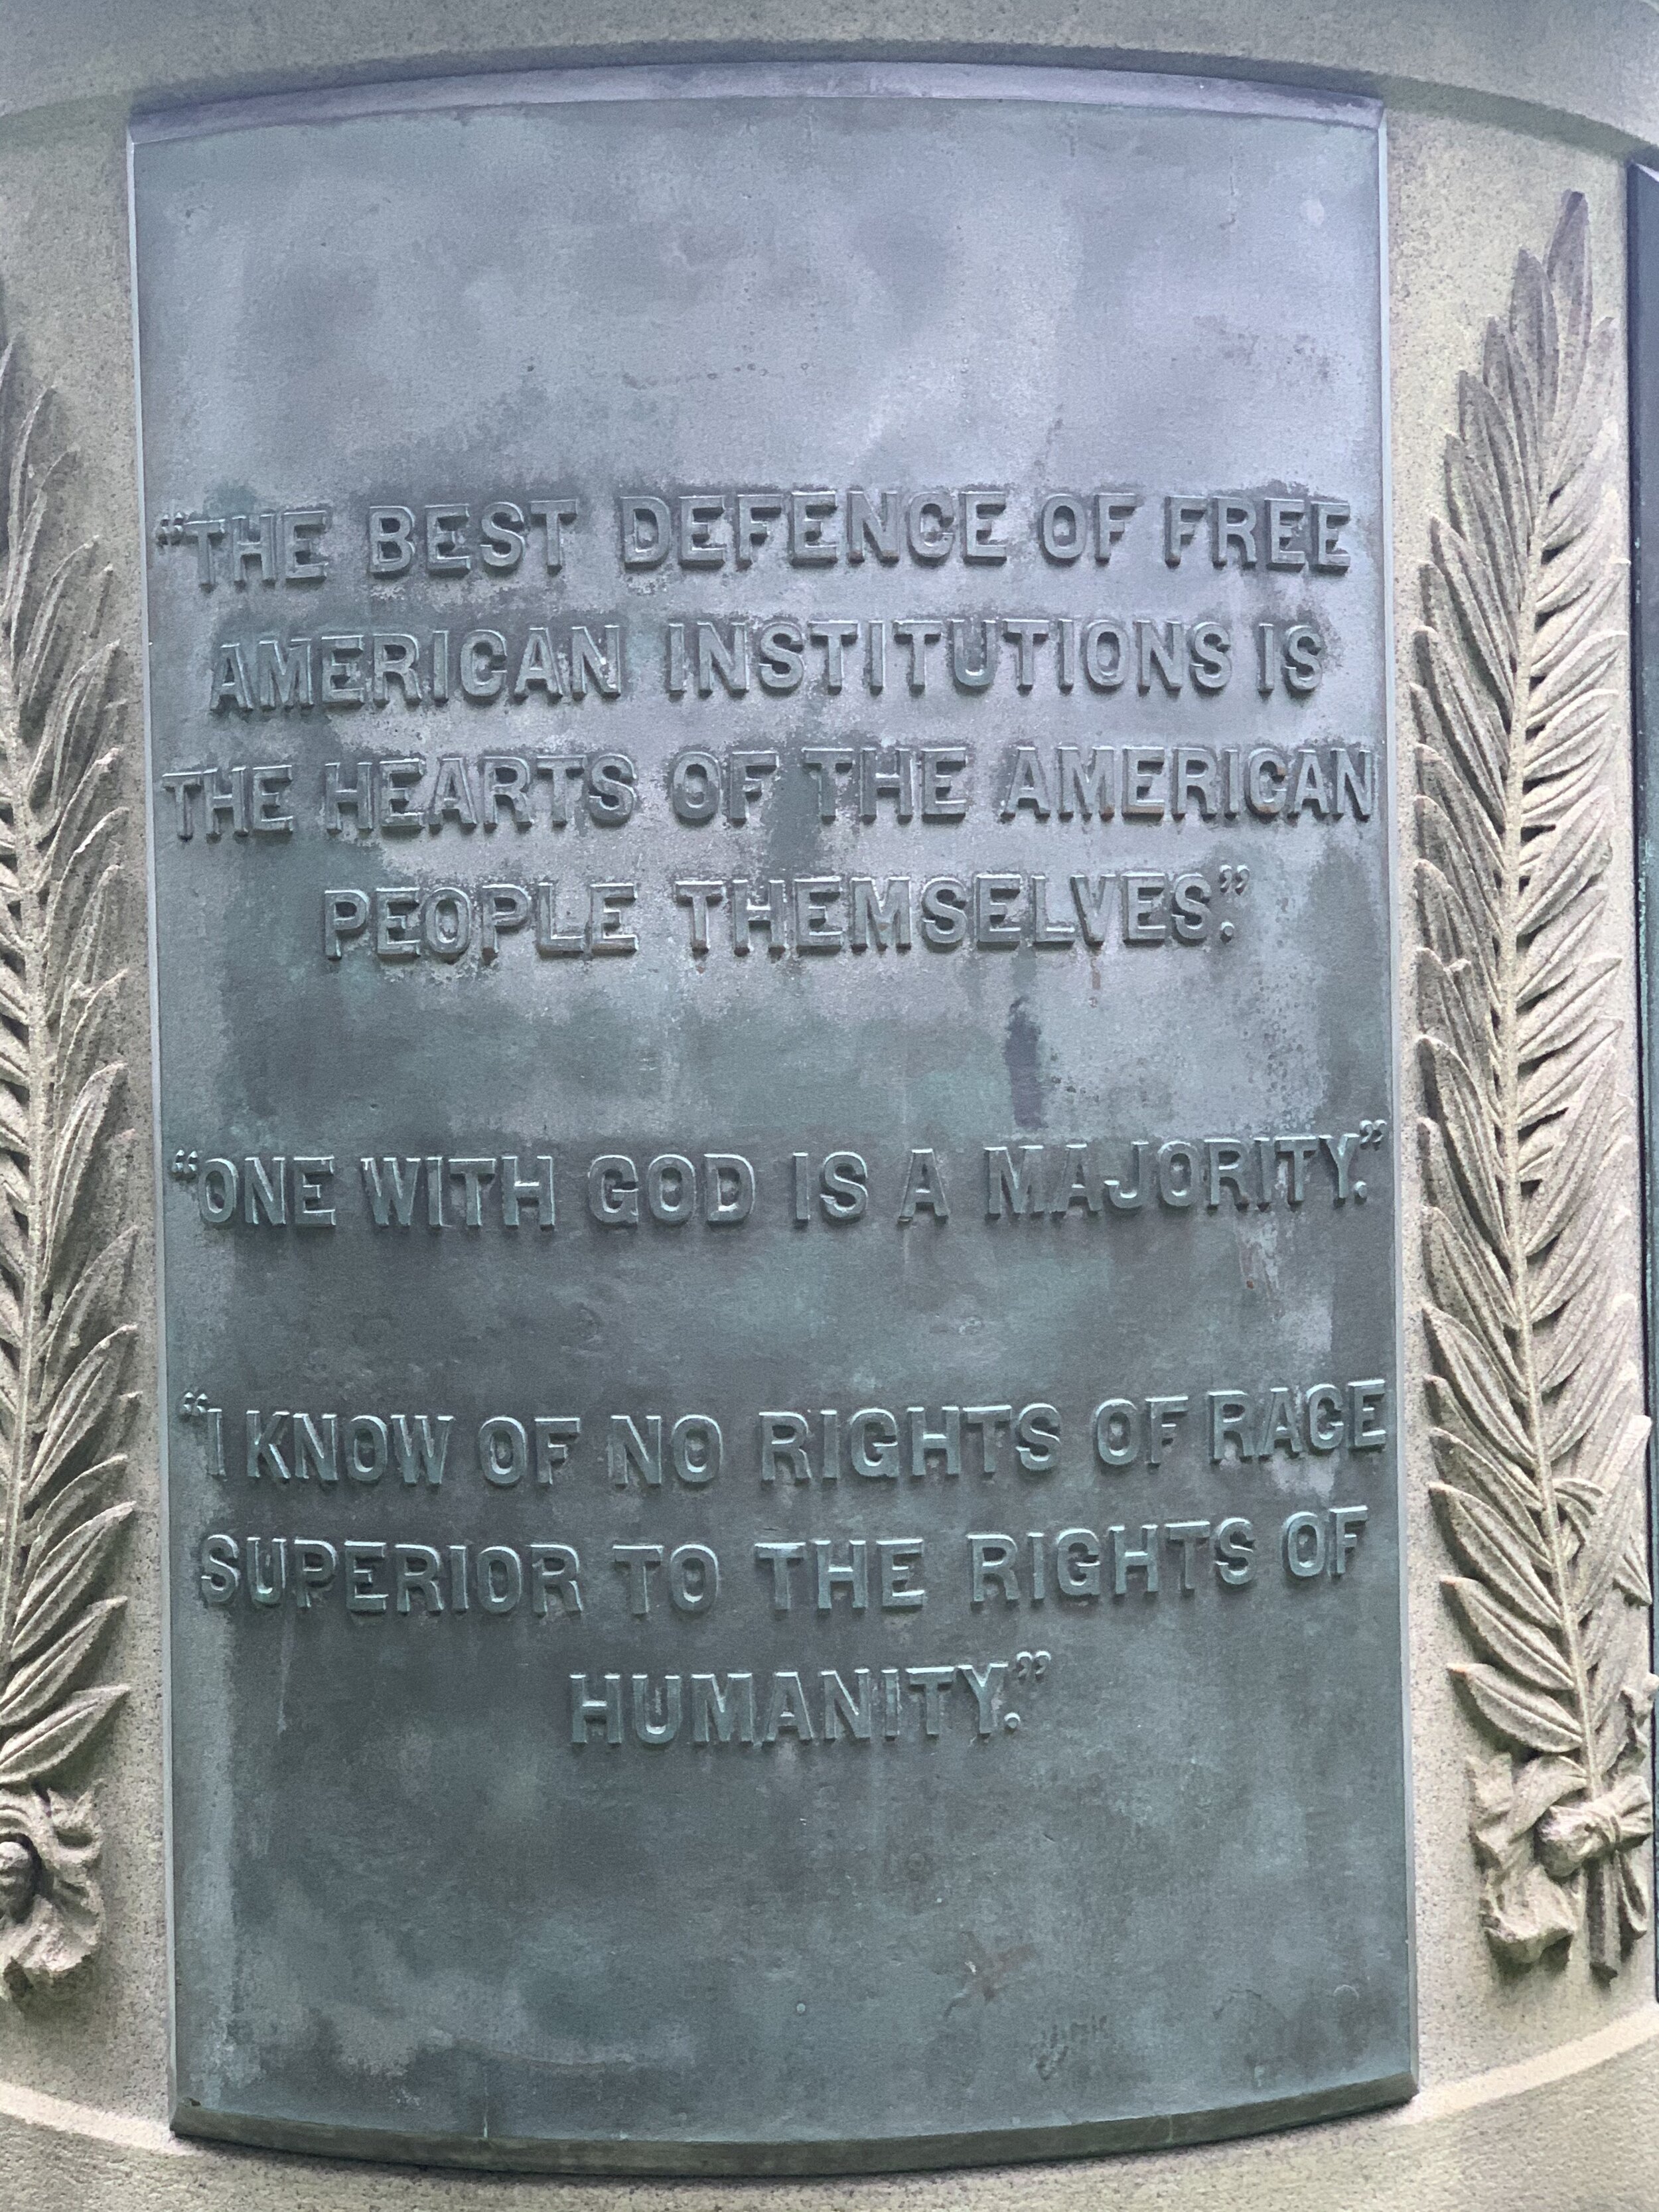 “THE BEST DEFENCE OF FREE
AMERICAN INSTITUTIONS IS
THE HEARTS OF THE AMERICAN
PEOPLE THEMSELVES.”
“ONE WITH GOD IS A MAJORITY.”
“I KNOW OF NO RIGHTS OF RACE
SUPERIOR TO THE RIGHTS OF
HUMANITY.”